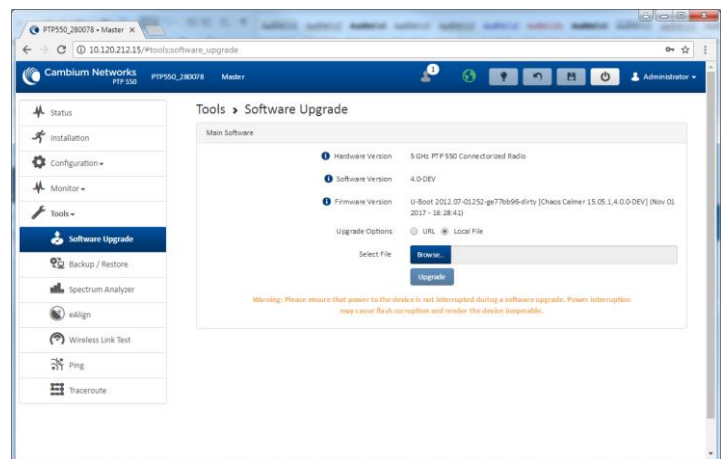 PTP550_280078 • Master
10.120.212.15/#tools:software_upgrade
Cambium Networks
PTP 550
PTP550_280078
Master
1
Administrator
Status
Installation
Configuration
Monitor
Tools
Software Upgrade
Backup / Restore
Spectrum Analyzer
eAlign
Wireless Link Test
Ping
Traceroute
Tools > Software Upgrade
Main Software
Hardware Version 5 GHz PTP 550 Connectorized Radio
Software Version 4.0-DEV
Firmware Version U-Boot 2012.07-01252-ge77bb96-dirty [Chaos Calmer 15.05.1,4.0.0-DEV] (Nov 01
2017 - 16:28:41)
Upgrade Options URL Local File
Select File Browse..
Upgrade
Warning: Please ensure that power to the device is not interrupted during a software upgrade. Power interruption
may cause flash corruption and render the device inoperable.